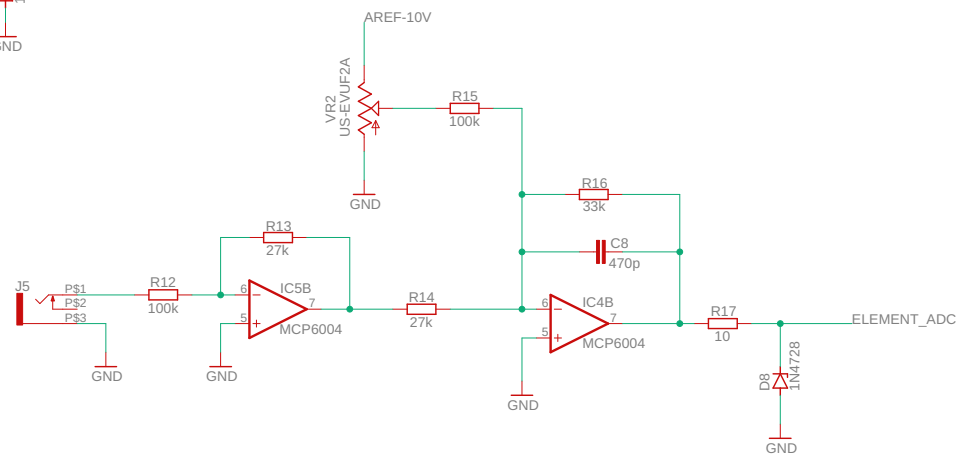 AREF-10V
GND
VR2
US-EVUF2A
R15
100k
GND
R16
33k
R13
27k
C8
470p
J5
P$1
P$2
P$3
R12
100k
6
5
7
IC5B
MCP6004
R14
27k
6
5
7
IC4B
MCP6004
R17
10
ELEMENT_ADC
D8
1N4728
GND
GND
GND
GND